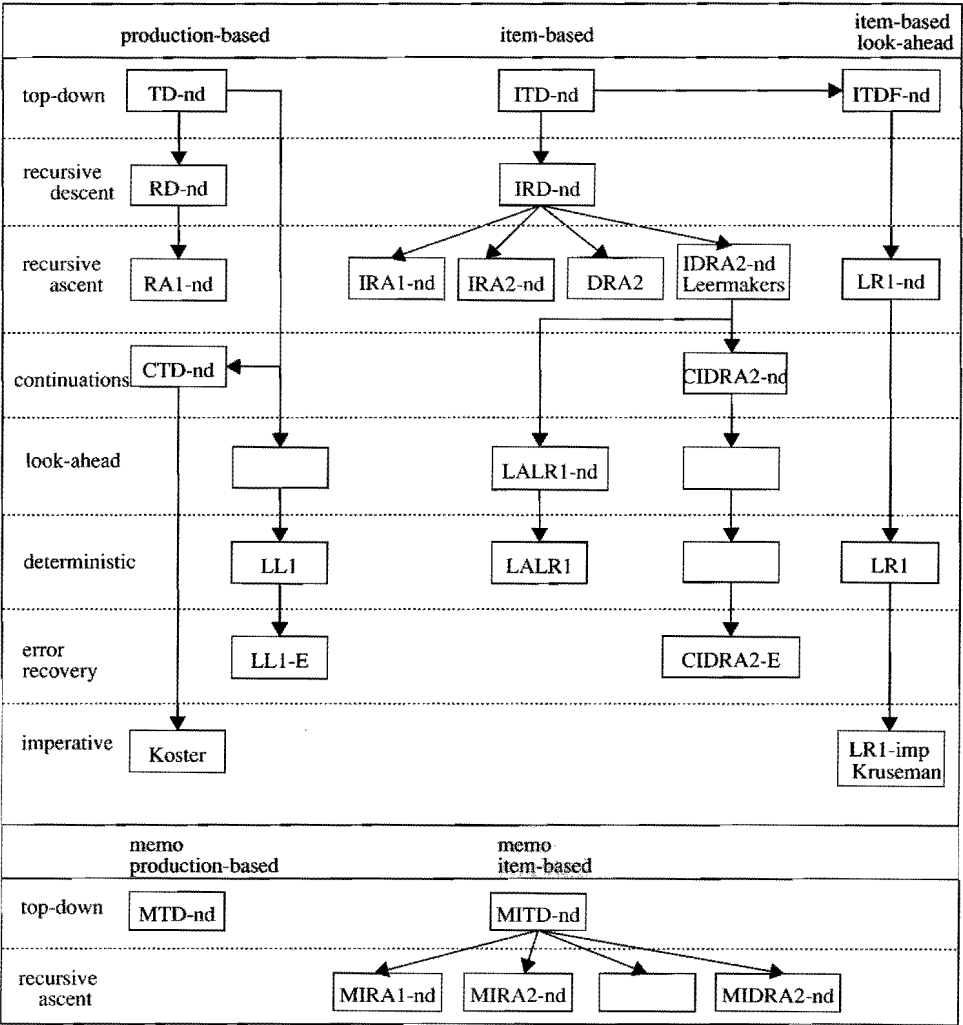 production-based
item-based
item-based
look-ahead
top-down
TD-nd
ITD-nd
ITDF-nd
recursive
descent
RD-nd
IRD-nd
recursive
ascent
RA1-nd
IRA1-nd
IRA2-nd
DRA2
IDRA2-nd
Leermakers
LR1-nd
continuations
CTD-nd
CIDRA2-nd
look-ahead
LALR1-nd
deterministic
LL1
LALR1
LR1
error
recovery
LL1-E
CIDRA2-E
imperative
Koster
LR1-imp
Kruseman
memo
production-based
memo
item-based
top-down
MTD-nd
MITD-nd
recursive
ascent
MIRA1-nd
MIRA2-nd
MIDRA2-nd